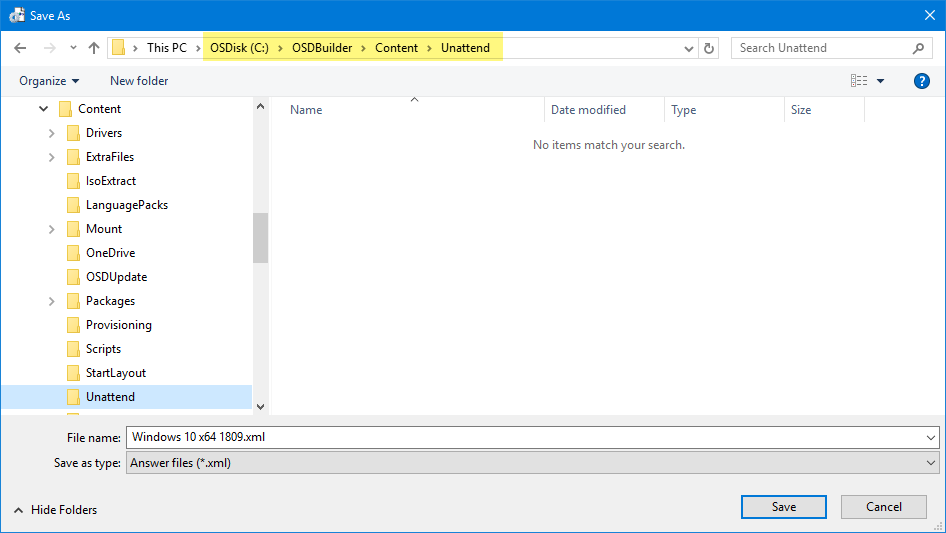 Save As
This PC > OSDisk (C:) > OSDBuilder > Content > Unattend
Search Unattend
Organize
New folder
?
Content
Drivers
ExtraFiles
IsoExtract
LanguagePacks
Mount
OneDrive
OSDUpdate
Packages
Provisioning
Scripts
StartLayout
Unattend
Name
Date modified
Type
Size
No items match your search.
File name: Windows 10 x64 1809.xml
Save as type: Answer files (*.xml)
Hide Folders
Save
Cancel